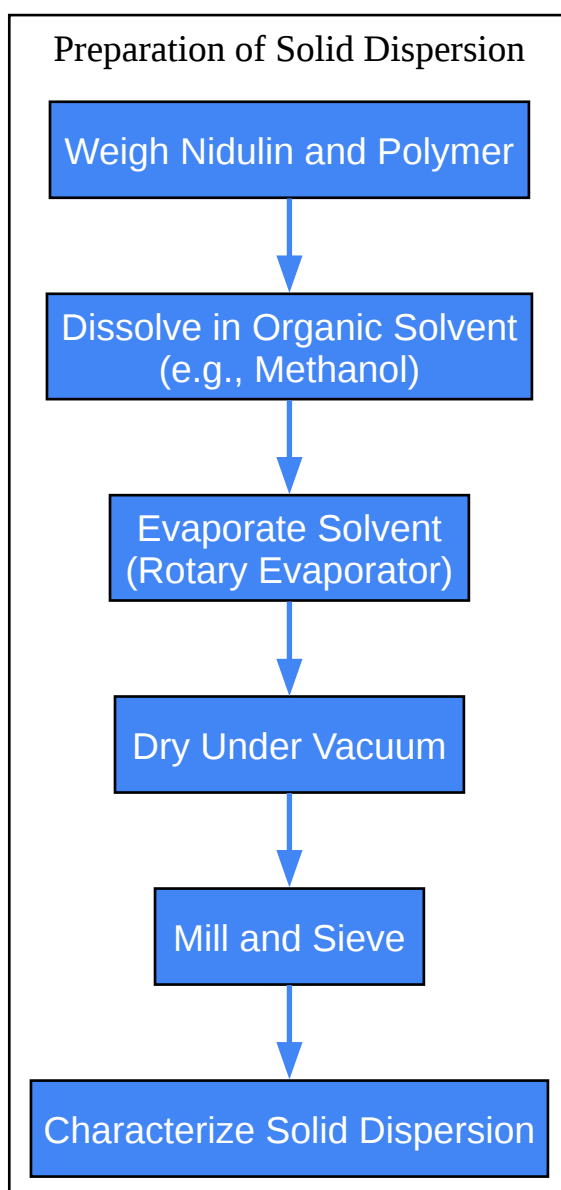 Preparation of Solid Dispersion
Weigh Nidulin and Polymer
Dissolve in Organic Solvent
(e.g., Methanol)
Evaporate Solvent
(Rotary Evaporator)
Dry Under Vacuum
Mill and Sieve
Characterize Solid Dispersion